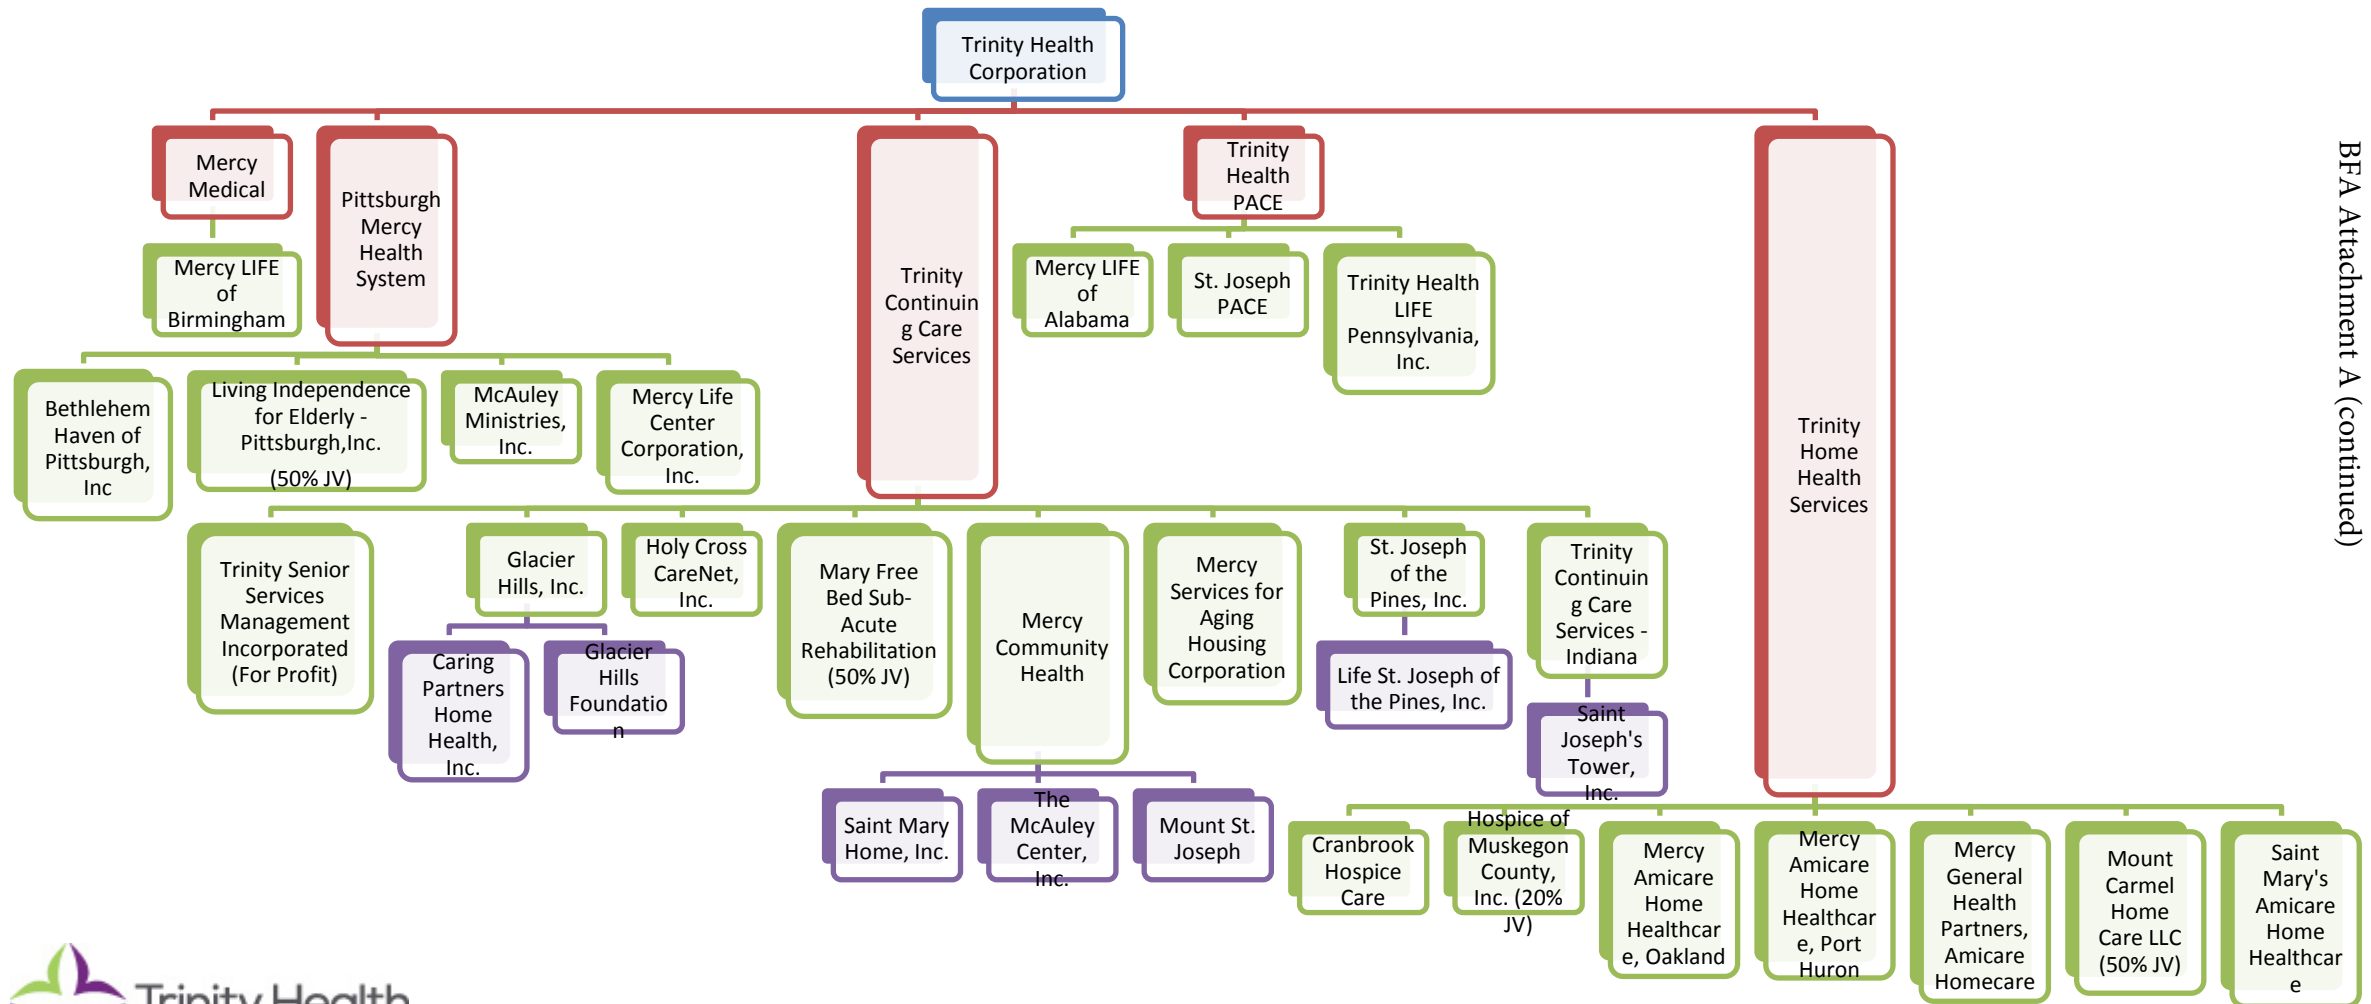 Trinity Health
Corporation
Mercy
Medical
Pittsburgh
Mercy
Health
System
Trinity
Continuin
g Care
Services
Trinity
Health
PACE
Trinity
Home
Health
Services
Mercy LIFE
of
Birmingham
Mercy LIFE
of
Alabama
St. Joseph
PACE
Trinity Health
LIFE
Pennsylvania,
Inc.
Bethlehem
Haven of
Pittsburgh,
Inc
Living Independence
for Elderly -
Pittsburgh,Inc.
(50% JV)
McAuley
Ministries,
Inc.
Mercy Life
Center
Corporation,
Inc.
Trinity Senior
Services
Management
Incorporated
(For Profit)
Glacier
Hills, Inc.
Holy Cross
CareNet,
Inc.
Mary Free
Bed Sub-
Acute
Rehabilitation
(50% JV)
Mercy
Community
Health
Mercy
Services for
Aging
Housing
Corporation
St. Joseph
of the
Pines, Inc.
Trinity
Continuin
g Care
Services -
Indiana
Caring
Partners
Home
Health,
Inc.
Glacier
Hills
Foundatio
n
Life St. Joseph of
the Pines, Inc.
Saint
Joseph's
Tower,
Inc.
Saint Mary
Home, Inc.
The
McAuley
Center,
Inc.
Mount St.
Joseph
Cranbrook
Hospice
Care
Hospice of
Muskegon
County,
Inc. (20%
JV)
Mercy
Amicare
Home
Healthcar
e, Oakland
Mercy
Amicare
Home
Healthcar
e, Port
Huron
Mercy
General
Health
Partners,
Amicare
Homecare
Mount
Carmel
Home
Care LLC
(50% JV)
Saint
Mary's
Amicare
Home
Healthcar
e
BFA Attachment A (continued)
Trinity Health